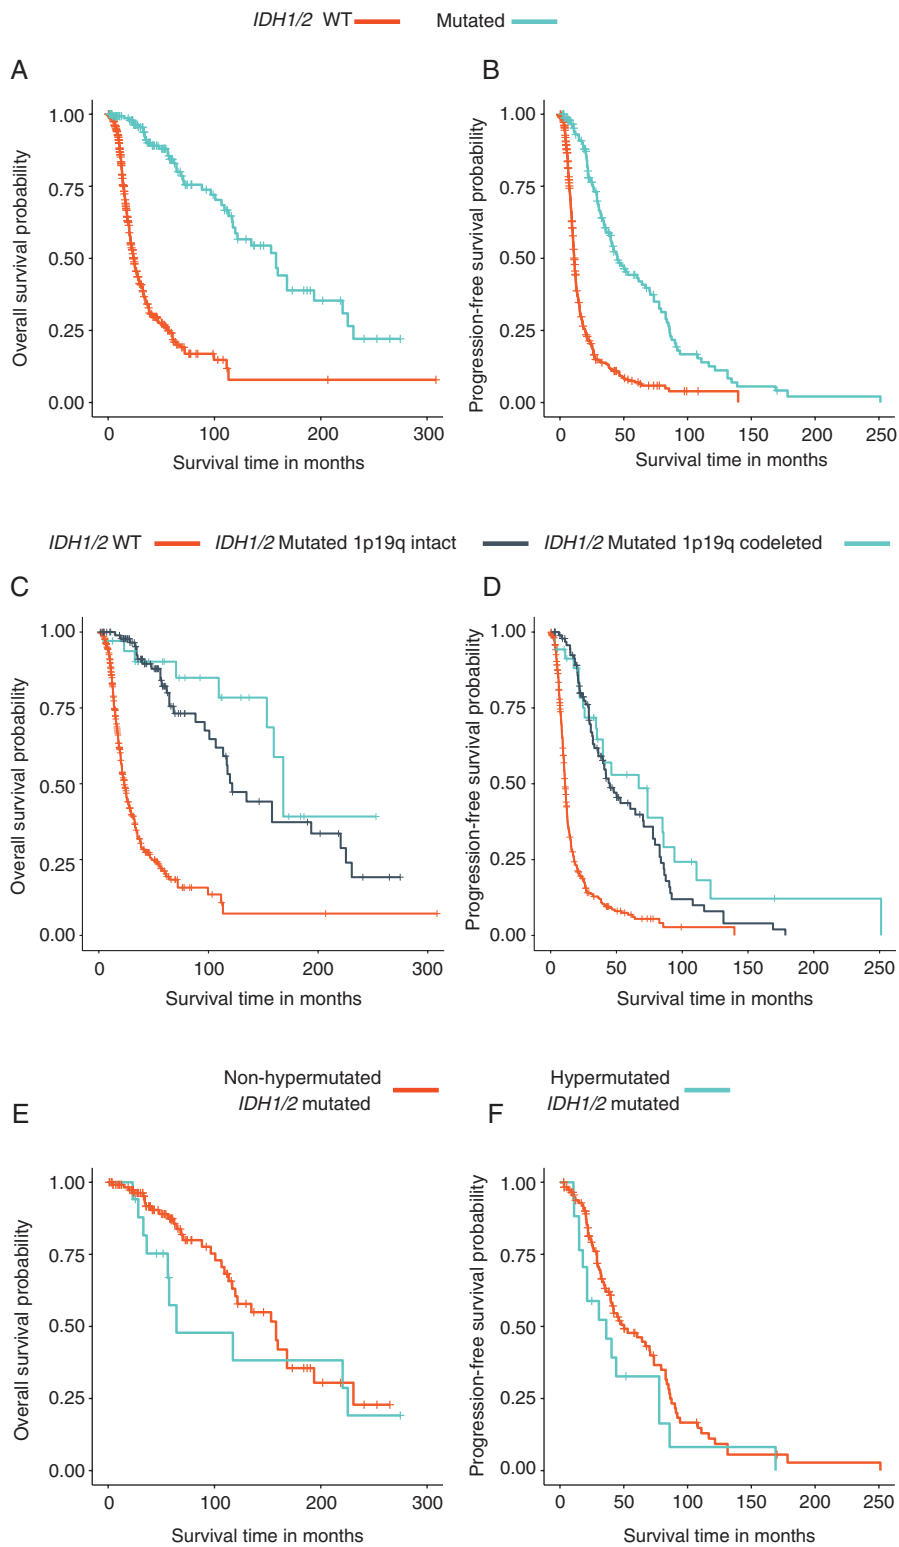 IDH1/2 WT Mutated
A
B
Overall survival probability
1.00
0.75
0.50
0.25
0.00
0 100 200 300
Survival time in months
Progression-free survival probability
1.00
0.75
0.50
0.25
0.00
0 50 100 150 200 250
Survival time in months
IDH1/2 WT IDH1/2 Mutated 1p19q intact IDH1/2 Mutated 1p19q codeleted
C
D
Overall survival probability
1.00
0.75
0.50
0.25
0.00
0 100 200 300
Survival time in months
Progression-free survival probability
1.00
0.75
0.50
0.25
0.00
0 50 100 150 200 250
Survival time in months
Non-hypermutated
IDH1/2 mutated
Hypermutated
IDH1/2 mutated
E
F
Overall survival probability
1.00
0.75
0.50
0.25
0.00
0 100 200 300
Survival time in months
Progression-free survival probability
1.00
0.75
0.50
0.25
0.00
0 50 100 150 200 250
Survival time in months